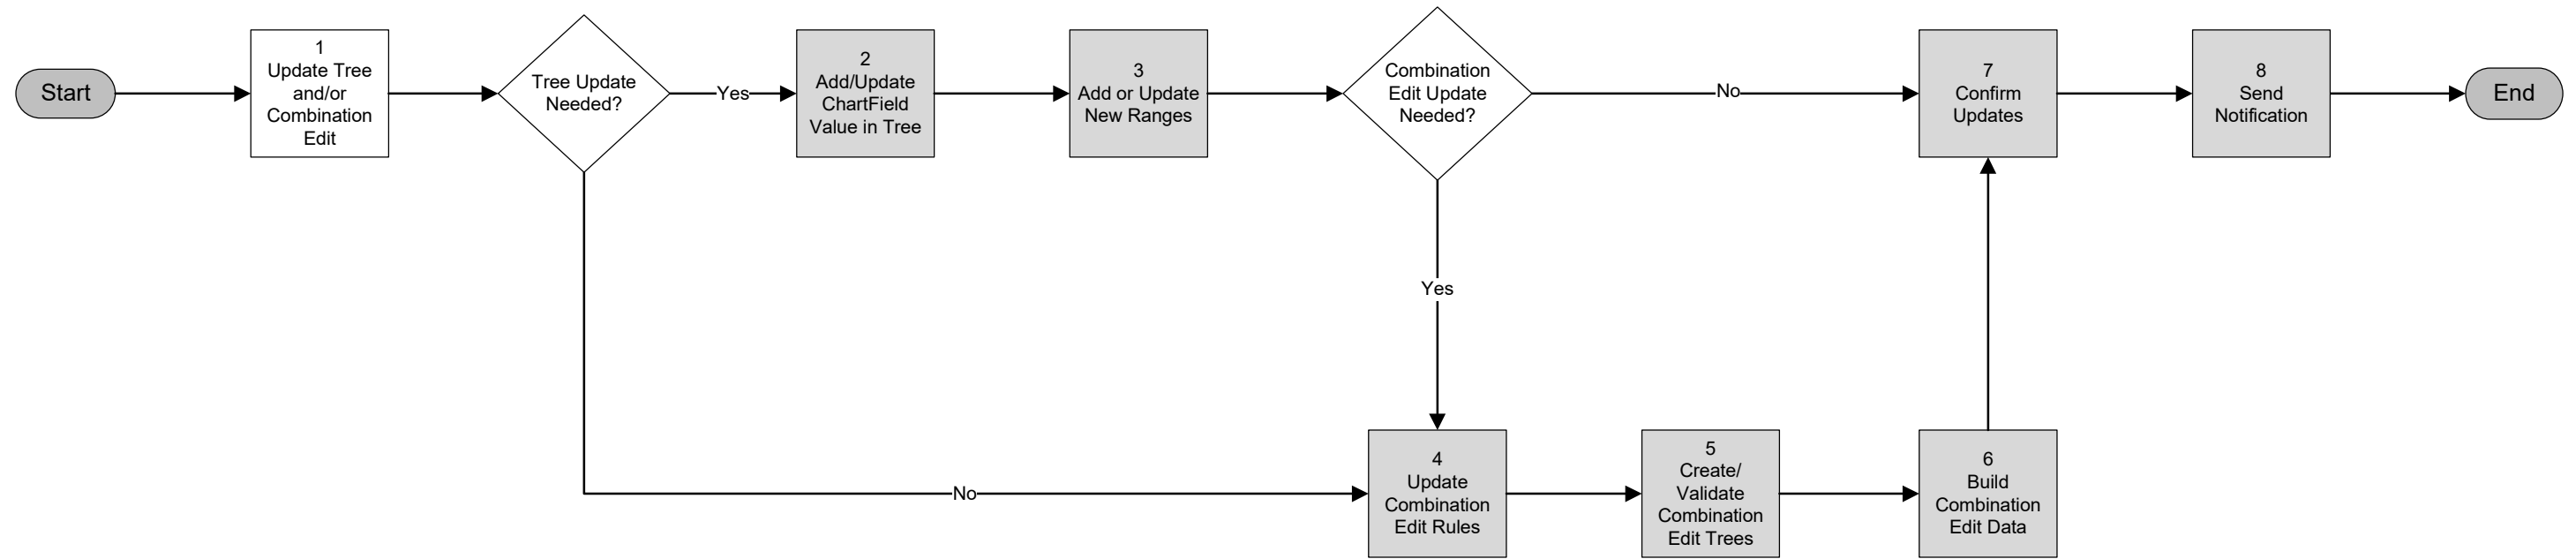 Start
1
Update Tree
and/or
Combination
Edit
Tree Update
Needed?
Yes
2
Add/Update
ChartField
Value in Tree
3
Add or Update
New Ranges
Combination
Edit Update
Needed?
No
7
Confirm
Updates
8
Send
Notification
End
Yes
No
4
Update
Combination
Edit Rules
5
Create/
Validate
Combination
Edit Trees
6
Build
Combination
Edit Data